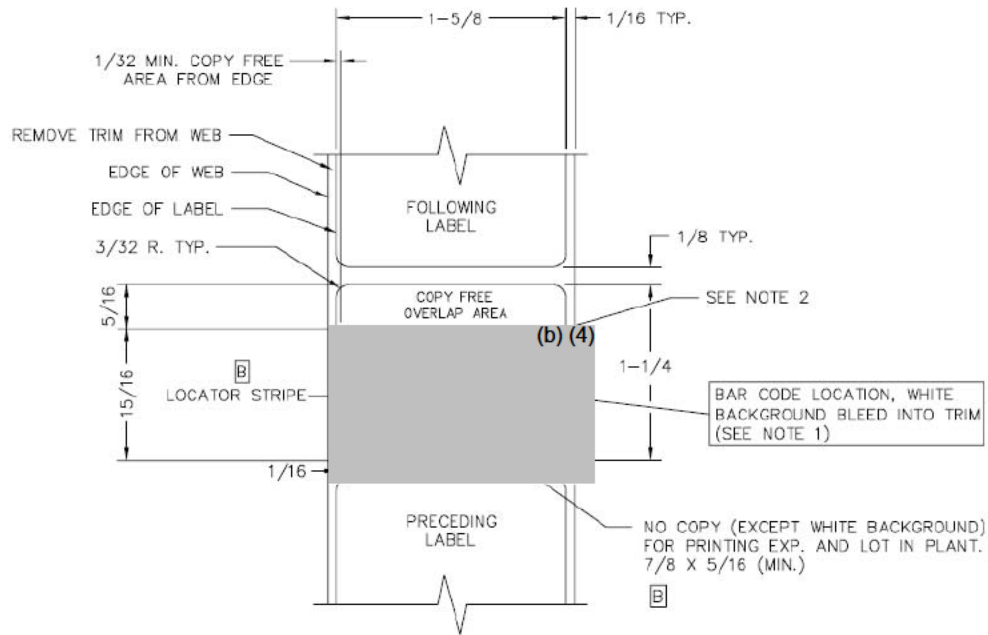 1-5/8
1/16 TYP.
1/32 MIN. COPY FREE
AREA FROM EDGE
REMOVE TRIM FROM WEB
EDGE OF WEB
EDGE OF LABEL
3/32 R. TYP.
FOLLOWING
LABEL
1/8 TYP.
5/16
COPY FREE
OVERLAP AREA
SEE NOTE 2
(b) (4)
1-1/4
15/16
B
LOCATOR STRIPE
BAR CODE LOCATION, WHITE
BACKGROUND BLEED INTO TRIM
(SEE NOTE 1)
1/16
PRECEDING
LABEL
NO COPY (EXCEPT WHITE BACKGROUND)
FOR PRINTING EXP. AND LOT IN PLANT.
7/8 X 5/16 (MIN.)
B